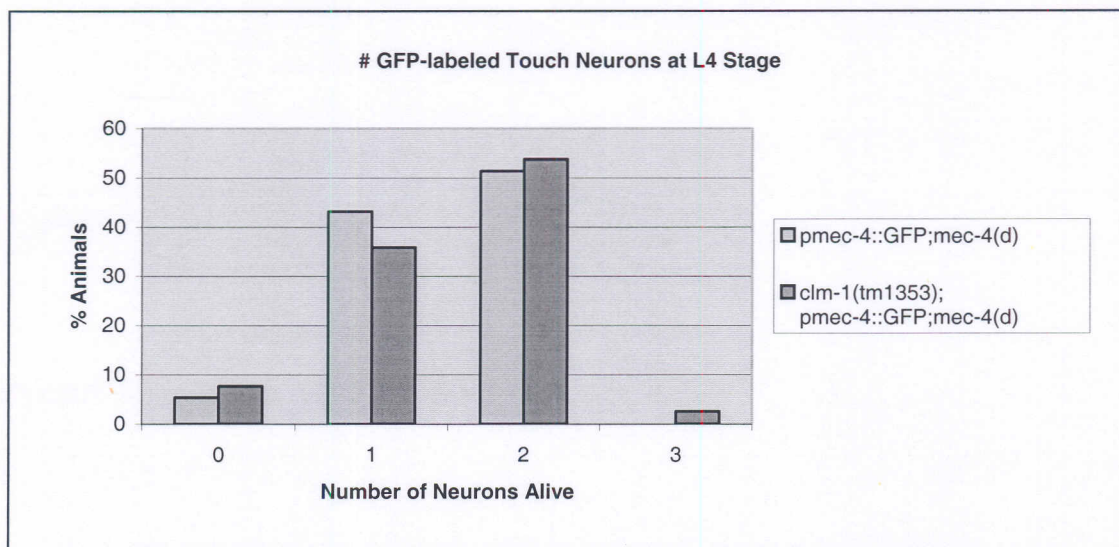 # GFP-labeled Touch Neurons at L4 Stage
60
50
40
30
20
10
0
% Animals
0 1 2 3
Number of Neurons Alive
pmec-4::GFP;mec-4(d)
clm-1(tm1353);
pmec-4::GFP;mec-4(d)